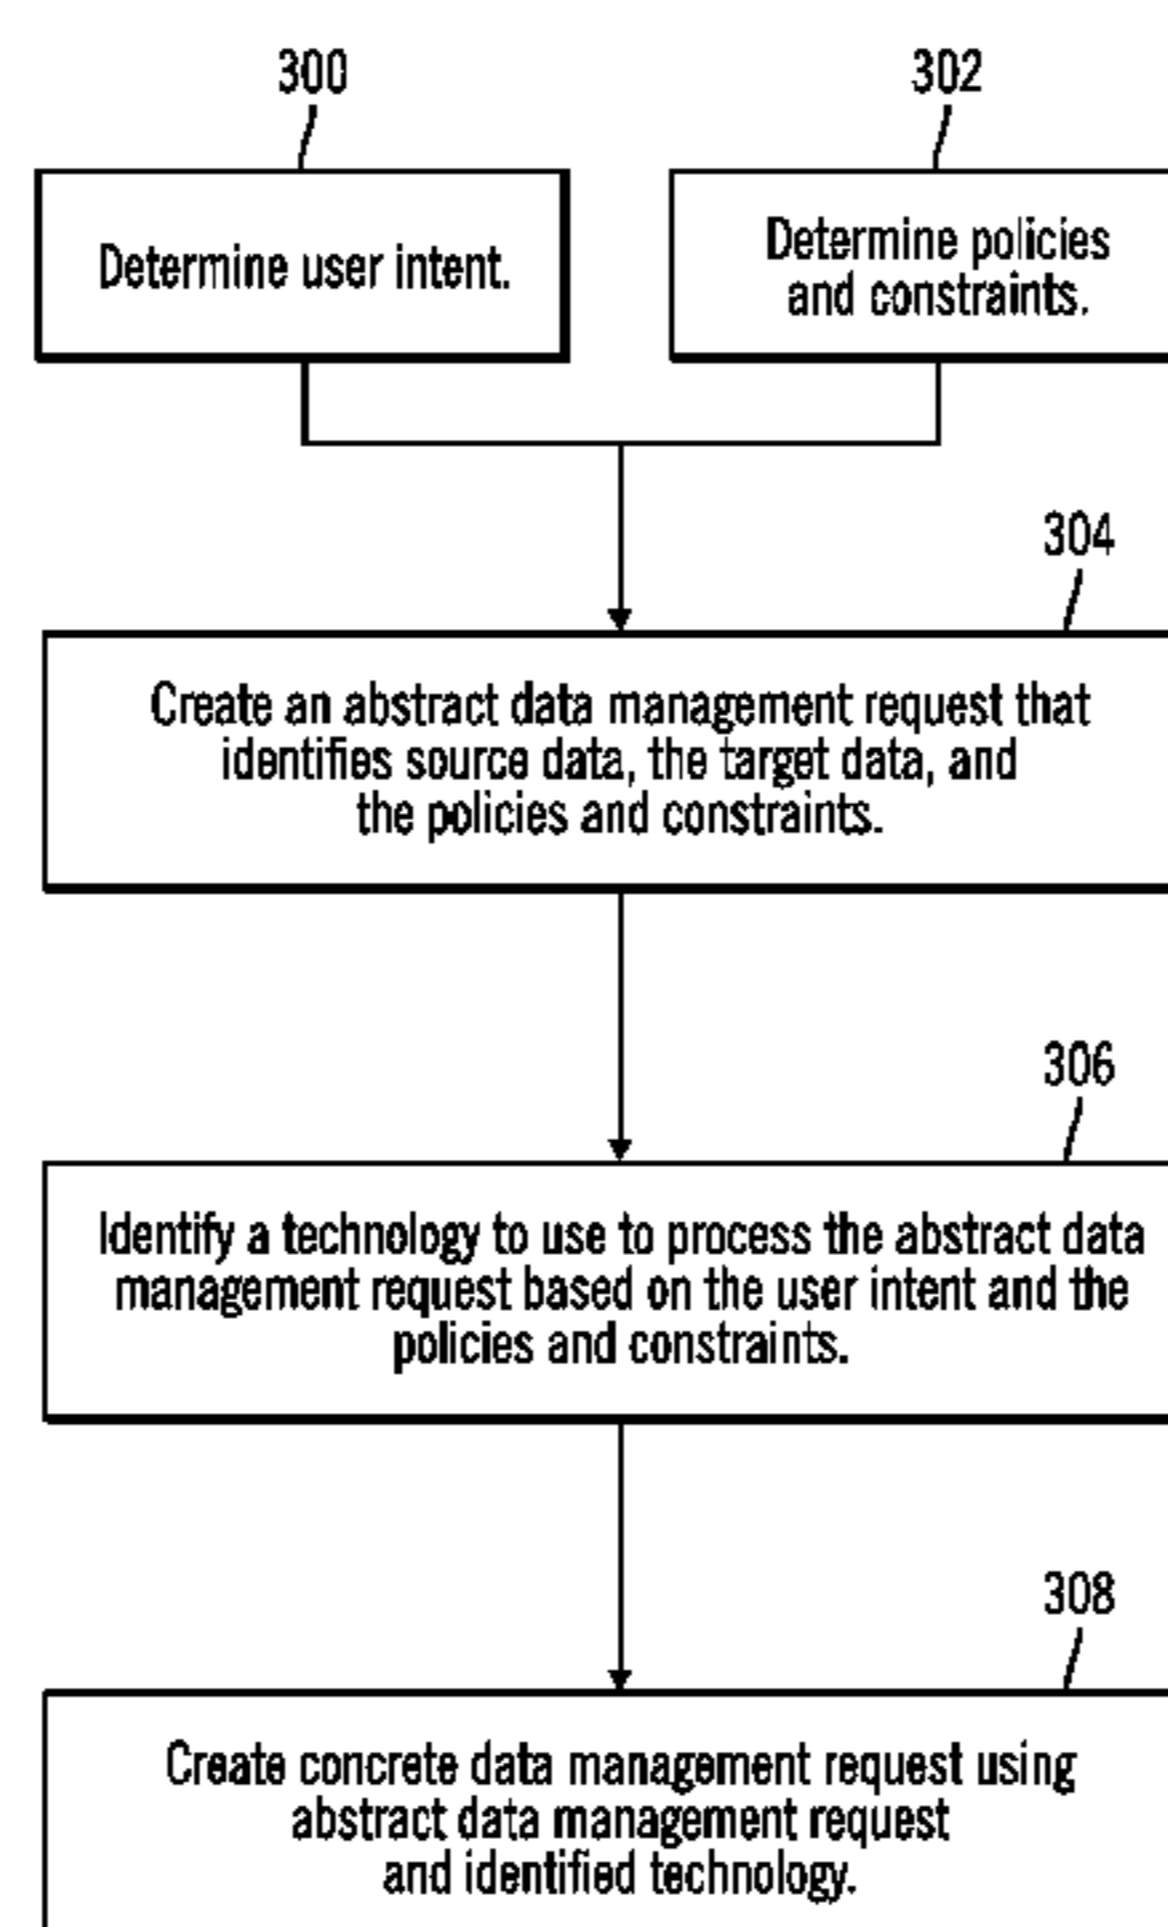 300
302
Determine user intent.
Determine policies
and constraints.
304
Create an abstract data management request that
identifies source data, the target data, and
the policies and constraints.
306
Identify a technology to use to process the abstract data
management request based on the user intent and the
policies and constraints.
308
Create concrete data management request using
abstract data management request
and identified technology.